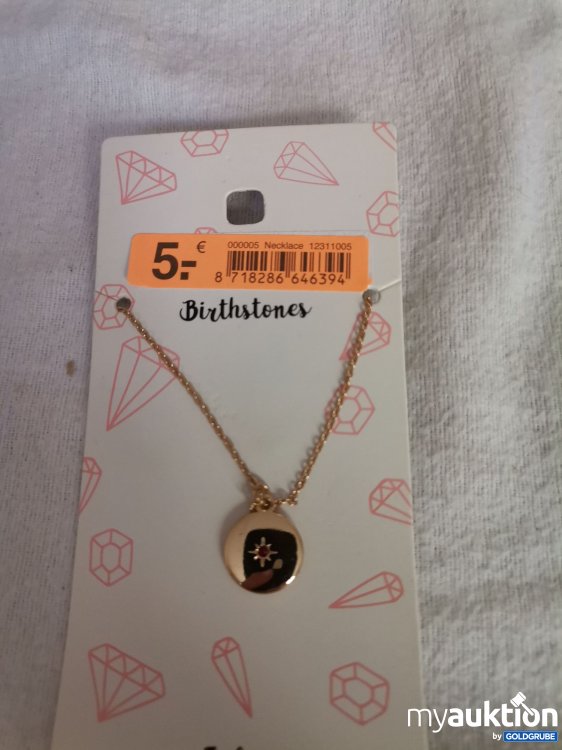 000005 Necklace 12311005
5.- €
8 718286 646394
Birthstones
myauktion
by GOLDGRUBE